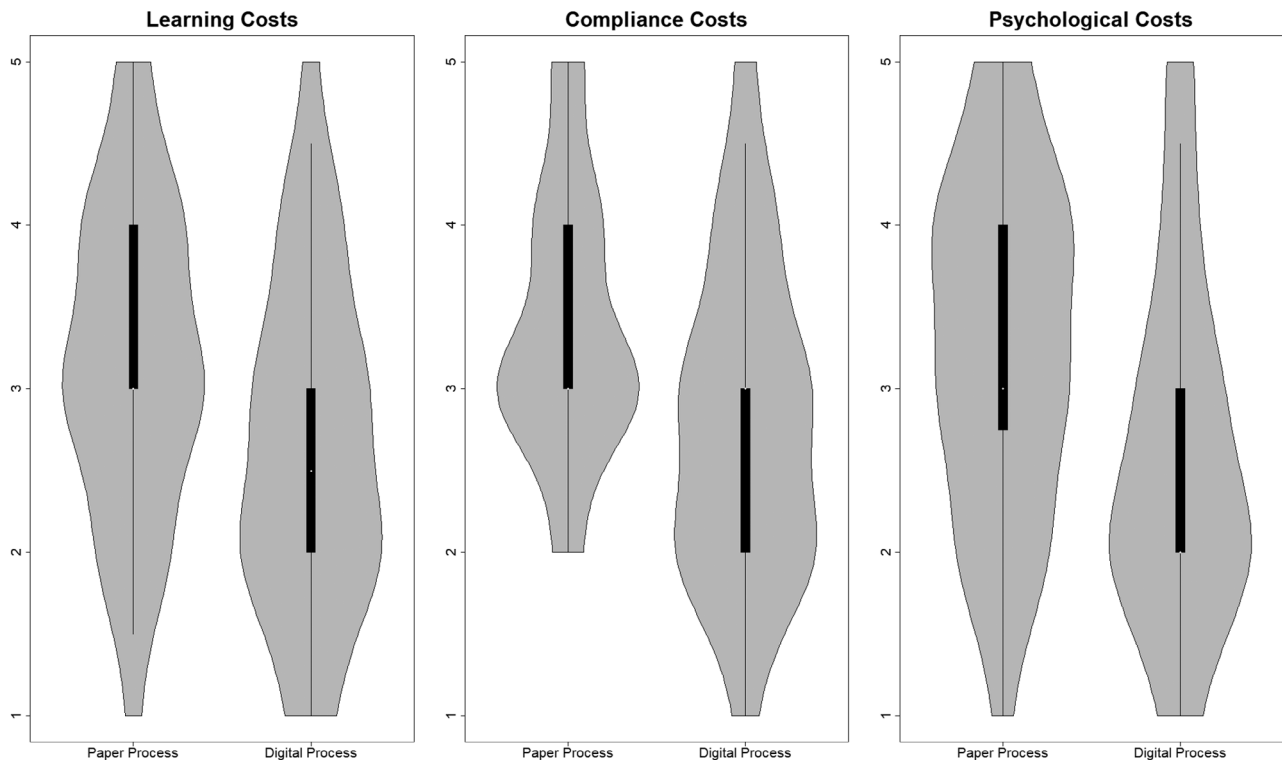 Learning Costs
5
4
3
2
1
Paper Process Digital Process
Compliance Costs
5
4
3
2
1
Paper Process Digital Process
Psychological Costs
5
4
3
2
1
Paper Process Digital Process